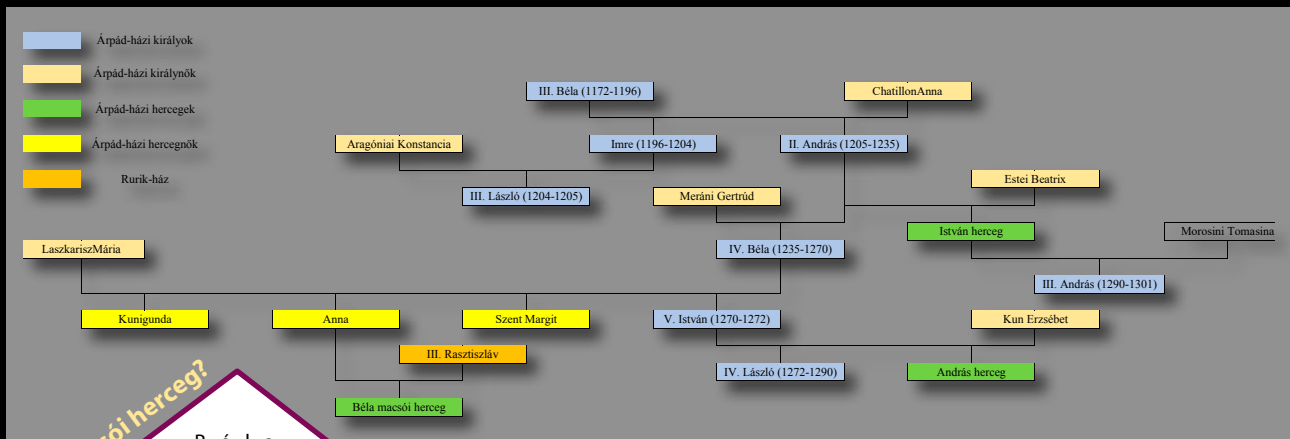 Árpád-házi királyok
Árpád-házi királynők
Árpád-házi hercegek
Árpád-házi hercegnők
Rurik-ház
III. Béla (1172-1196)
ChatillonAnna
Aragóniai Konstancia
Imre (1196-1204)
II. András (1205-1235)
III. László (1204-1205)
Meráni Gertrúd
Estei Beatrix
István herceg
Morosini Tomasina
LaszkariszMária
IV. Béla (1235-1270)
III. András (1290-1301)
Kunigunda
Anna
Szent Margit
V. István (1270-1272)
Kun Erzsébet
III. Rasztiszláv
IV. László (1272-1290)
András herceg
Béla macsói herceg
herceg?